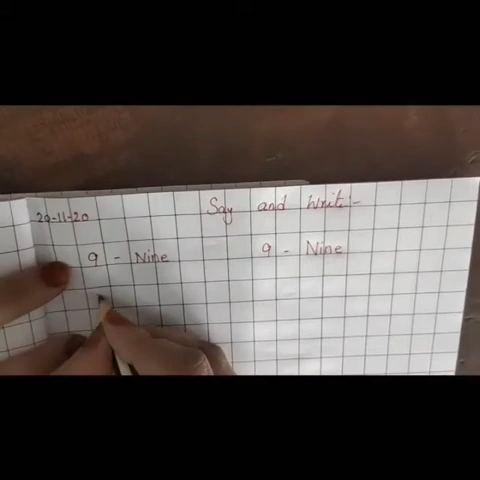 20-11-20 Say and Write:-
9 - Nine 9 - Nine